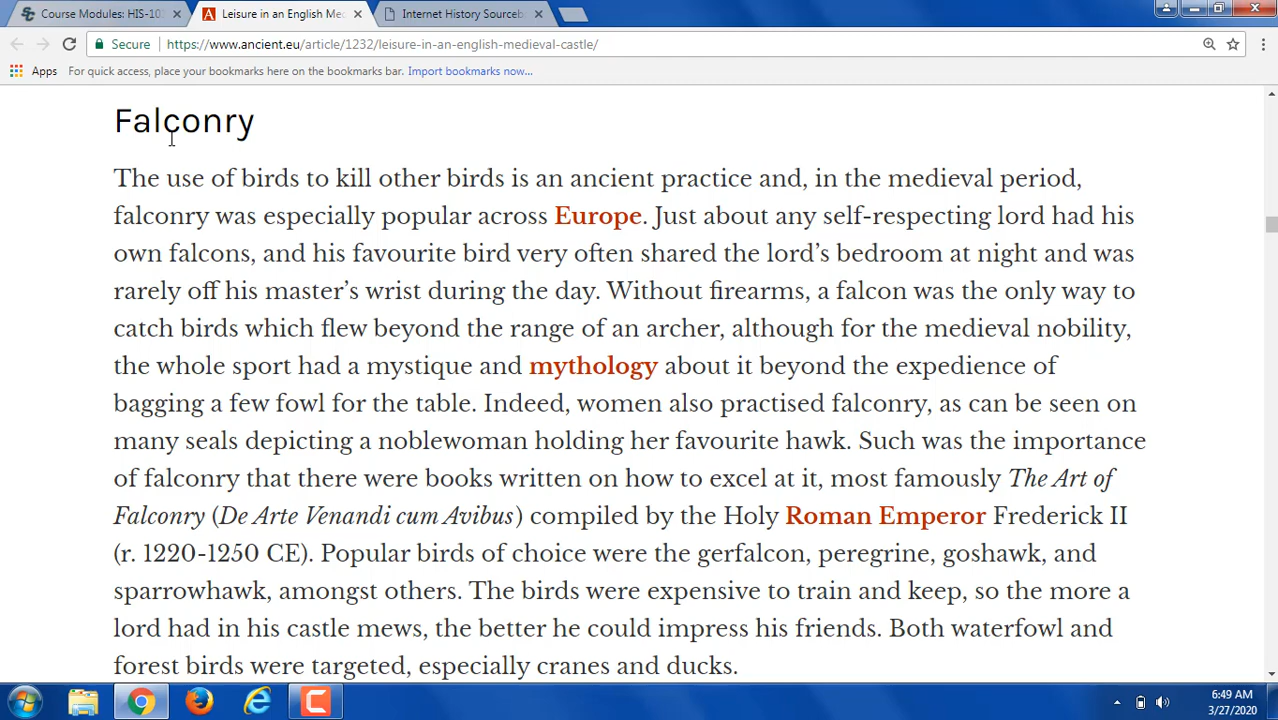 Course Modules: HIS-101
Leisure in an English Med
Internet History Sourceb
Secure
https://www.ancient.eu/article/1232/leisure-in-an-english-medieval-castle/
Apps
For quick access, place your bookmarks here on the bookmarks bar. Import bookmarks now...
Falconry
The use of birds to kill other birds is an ancient practice and, in the medieval period,
falconry was especially popular across Europe. Just about any self-respecting lord had his
own falcons, and his favourite bird very often shared the lord's bedroom at night and was
rarely off his master's wrist during the day. Without firearms, a falcon was the only way to
catch birds which flew beyond the range of an archer, although for the medieval nobility,
the whole sport had a mystique and mythology about it beyond the expedience of
bagging a few fowl for the table. Indeed, women also practised falconry, as can be seen on
many seals depicting a noblewoman holding her favourite hawk. Such was the importance
of falconry that there were books written on how to excel at it, most famously The Art of
Falconry (De Arte Venandi cum Avibus) compiled by the Holy Roman Emperor Frederick II
(r. 1220-1250 CE). Popular birds of choice were the gerfalcon, peregrine, goshawk, and
sparrowhawk, amongst others. The birds were expensive to train and keep, so the more a
lord had in his castle mews, the better he could impress his friends. Both waterfowl and
forest birds were targeted, especially cranes and ducks.
6:49 AM
3/27/2020